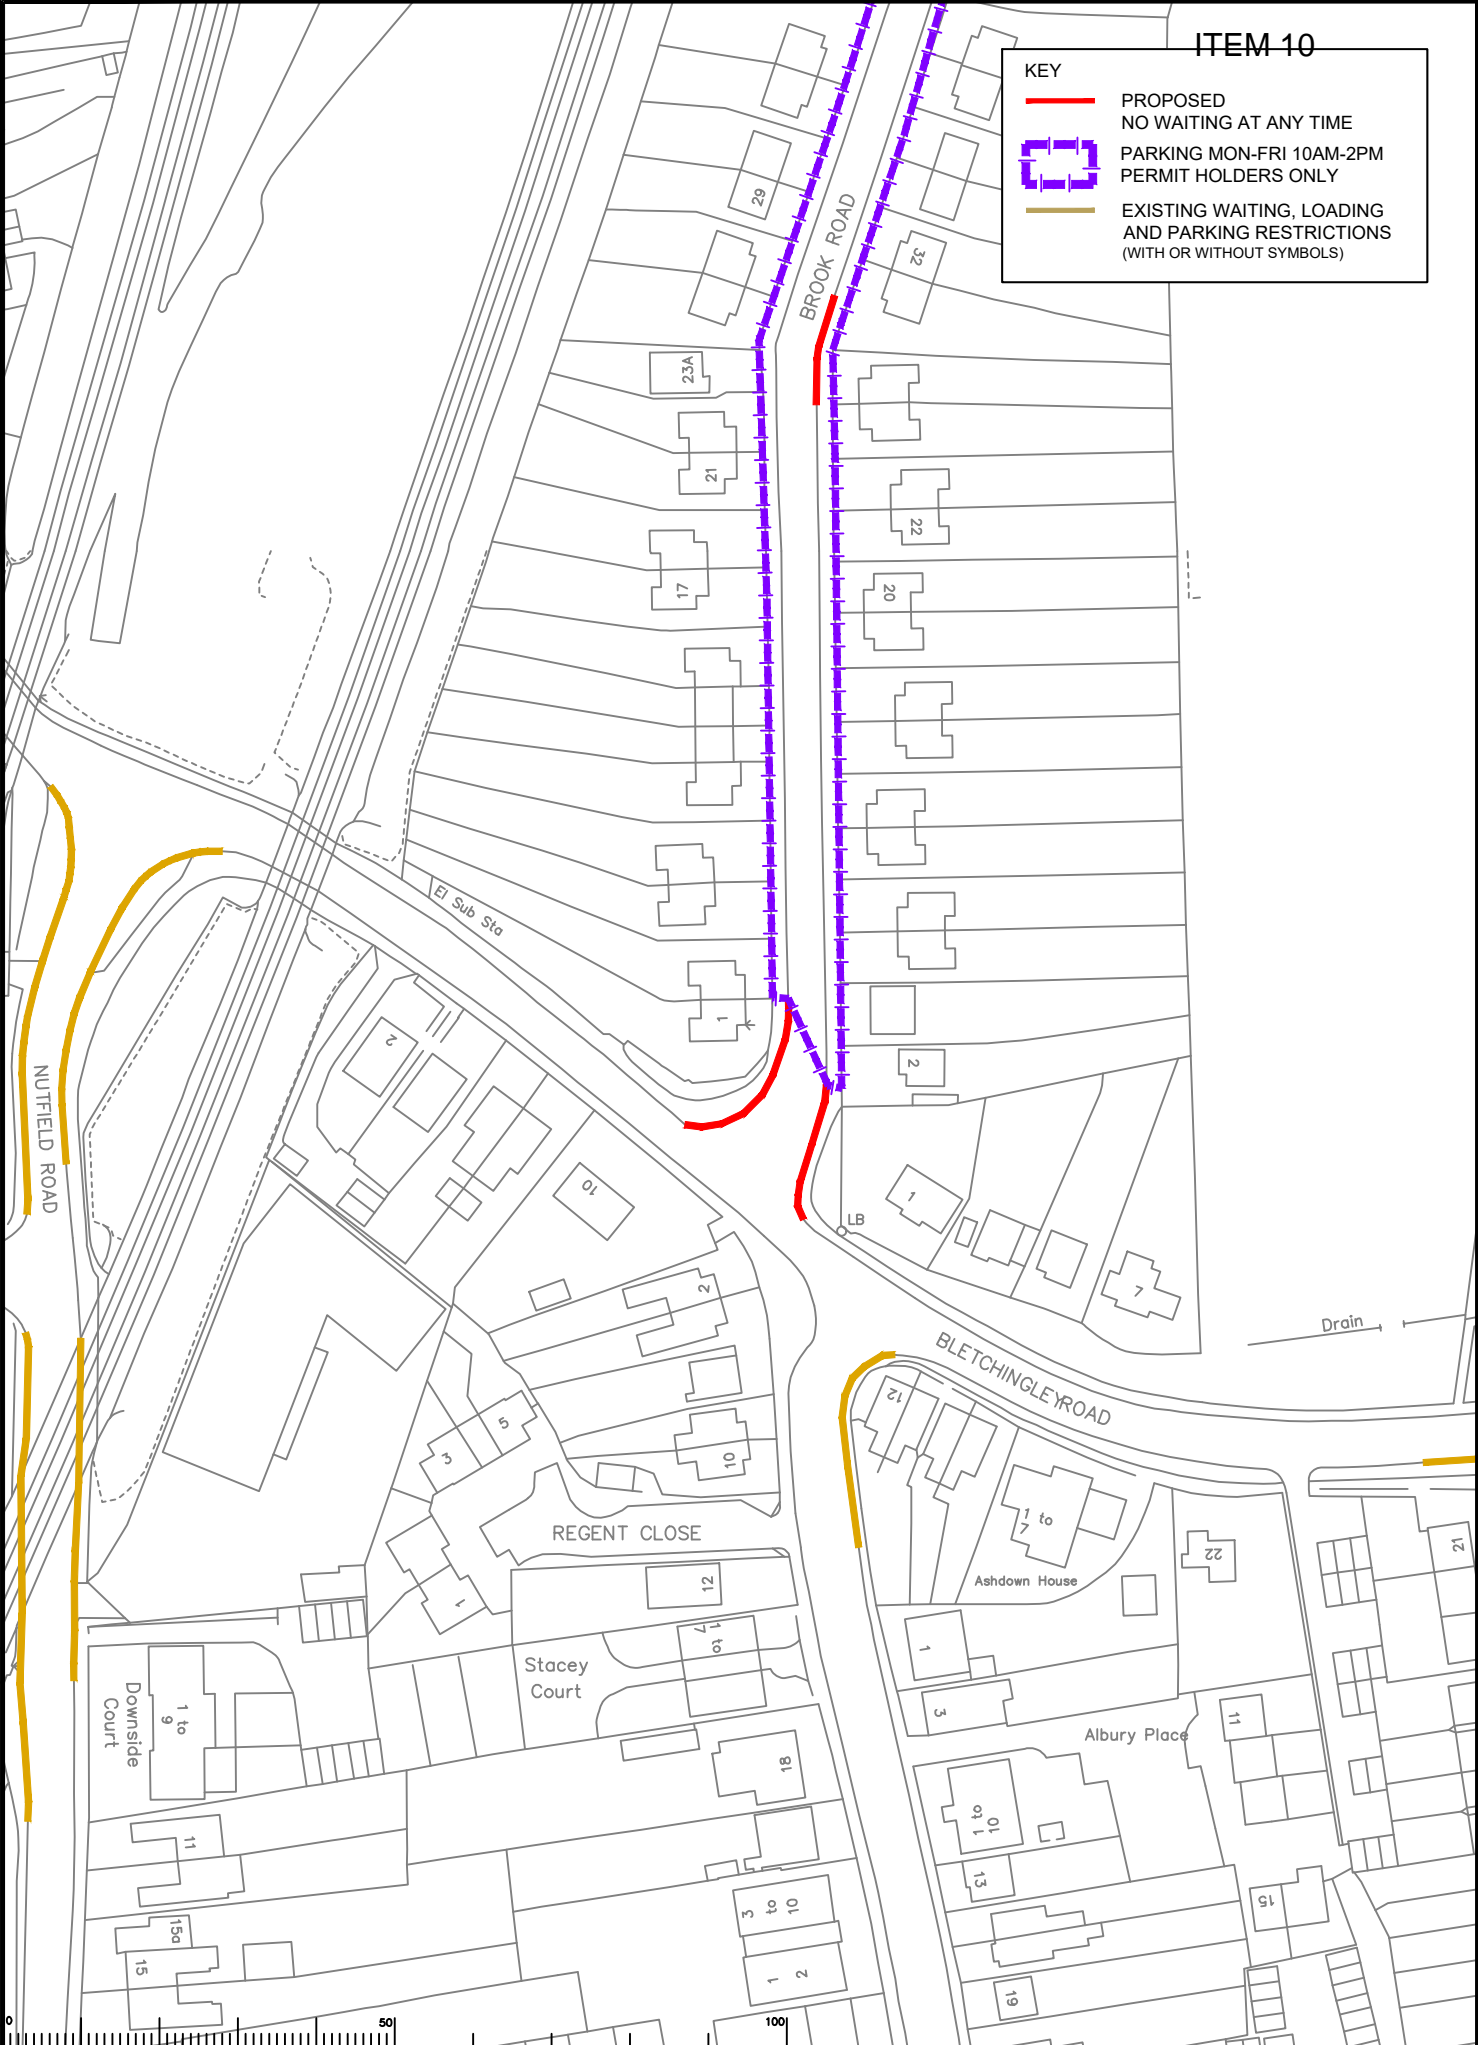 ITEM 10
KEY
PROPOSED
NO WAITING AT ANY TIME
PARKING MON-FRI 10AM-2PM
PERMIT HOLDERS ONLY
EXISTING WAITING, LOADING
AND PARKING RESTRICTIONS
(WITH OR WITHOUT SYMBOLS)
29
BROOK ROAD
32
23A
21
22
17
20
El Sub Sta
1
2
2
NUTFIELD ROAD
10
1
LB
7
2
Drain
BLETCHINGLEY ROAD
12
5
3
10
REGENT CLOSE
1 to
7
22
21
Ashdown House
12
1
1 to
7
1
Stacey
Court
3
11
Downside
Court
1 to
9
Albury Place
18
1 to
10
11
13
15
3
to
10
15a
15
1
2
19
0
50
100